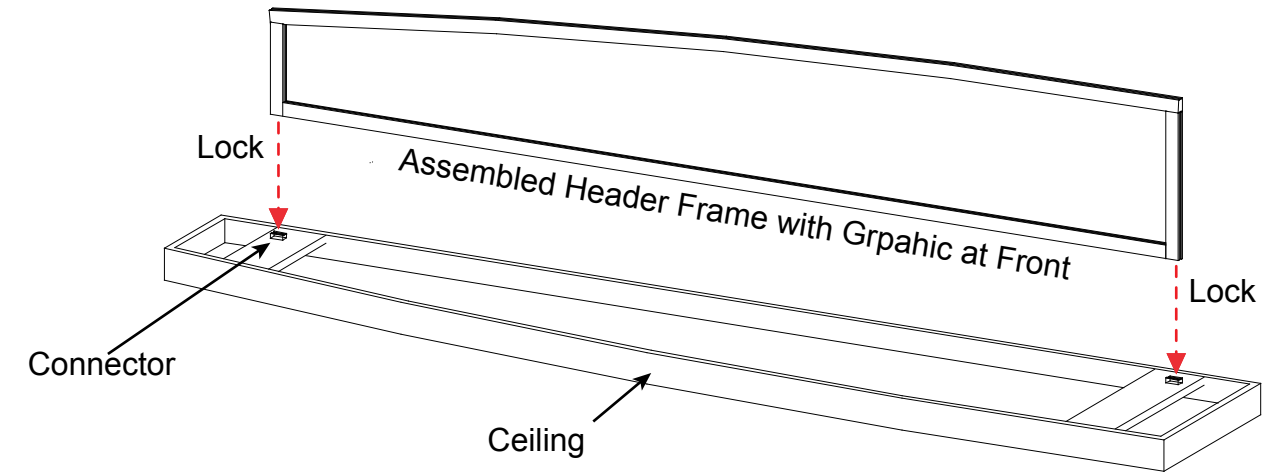 Lock
Assembled Header Frame with Grpahic at Front
Lock
Connector
Ceiling